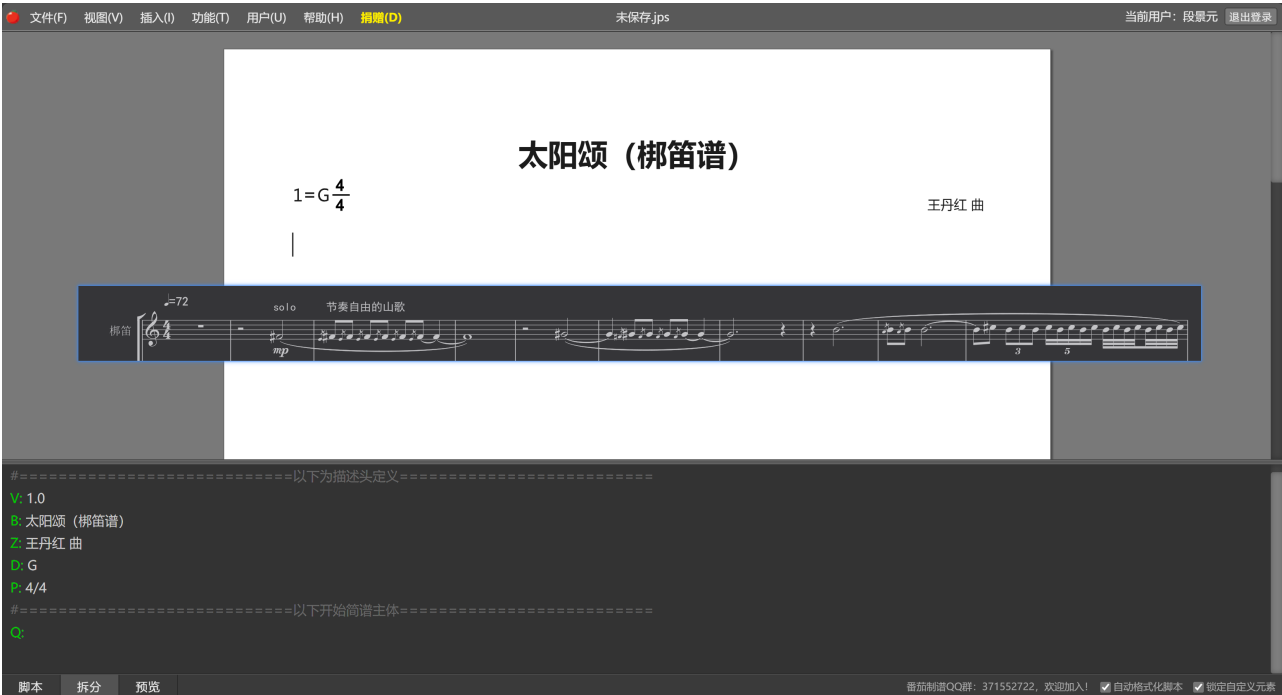 文件(F) 视图(V) 插入(I) 功能(T) 用户(U) 帮助(H) 捐赠(D) 未保存.jps 当前用户：段景元 退出登录
太阳颂（梆笛谱）
1=G 4/4
王丹红 曲
♩=72
solo 节奏自由的山歌
梆笛
4/4
mp
3 5
#============================以下为描述头定义==========================
V: 1.0
B: 太阳颂（梆笛谱）
Z: 王丹红 曲
D: G
P: 4/4
#============================以下开始简谱主体==========================
Q:
脚本 拆分 预览 番茄制谱QQ群：371552722，欢迎加入！ 自动格式化脚本 锁定自定义元素